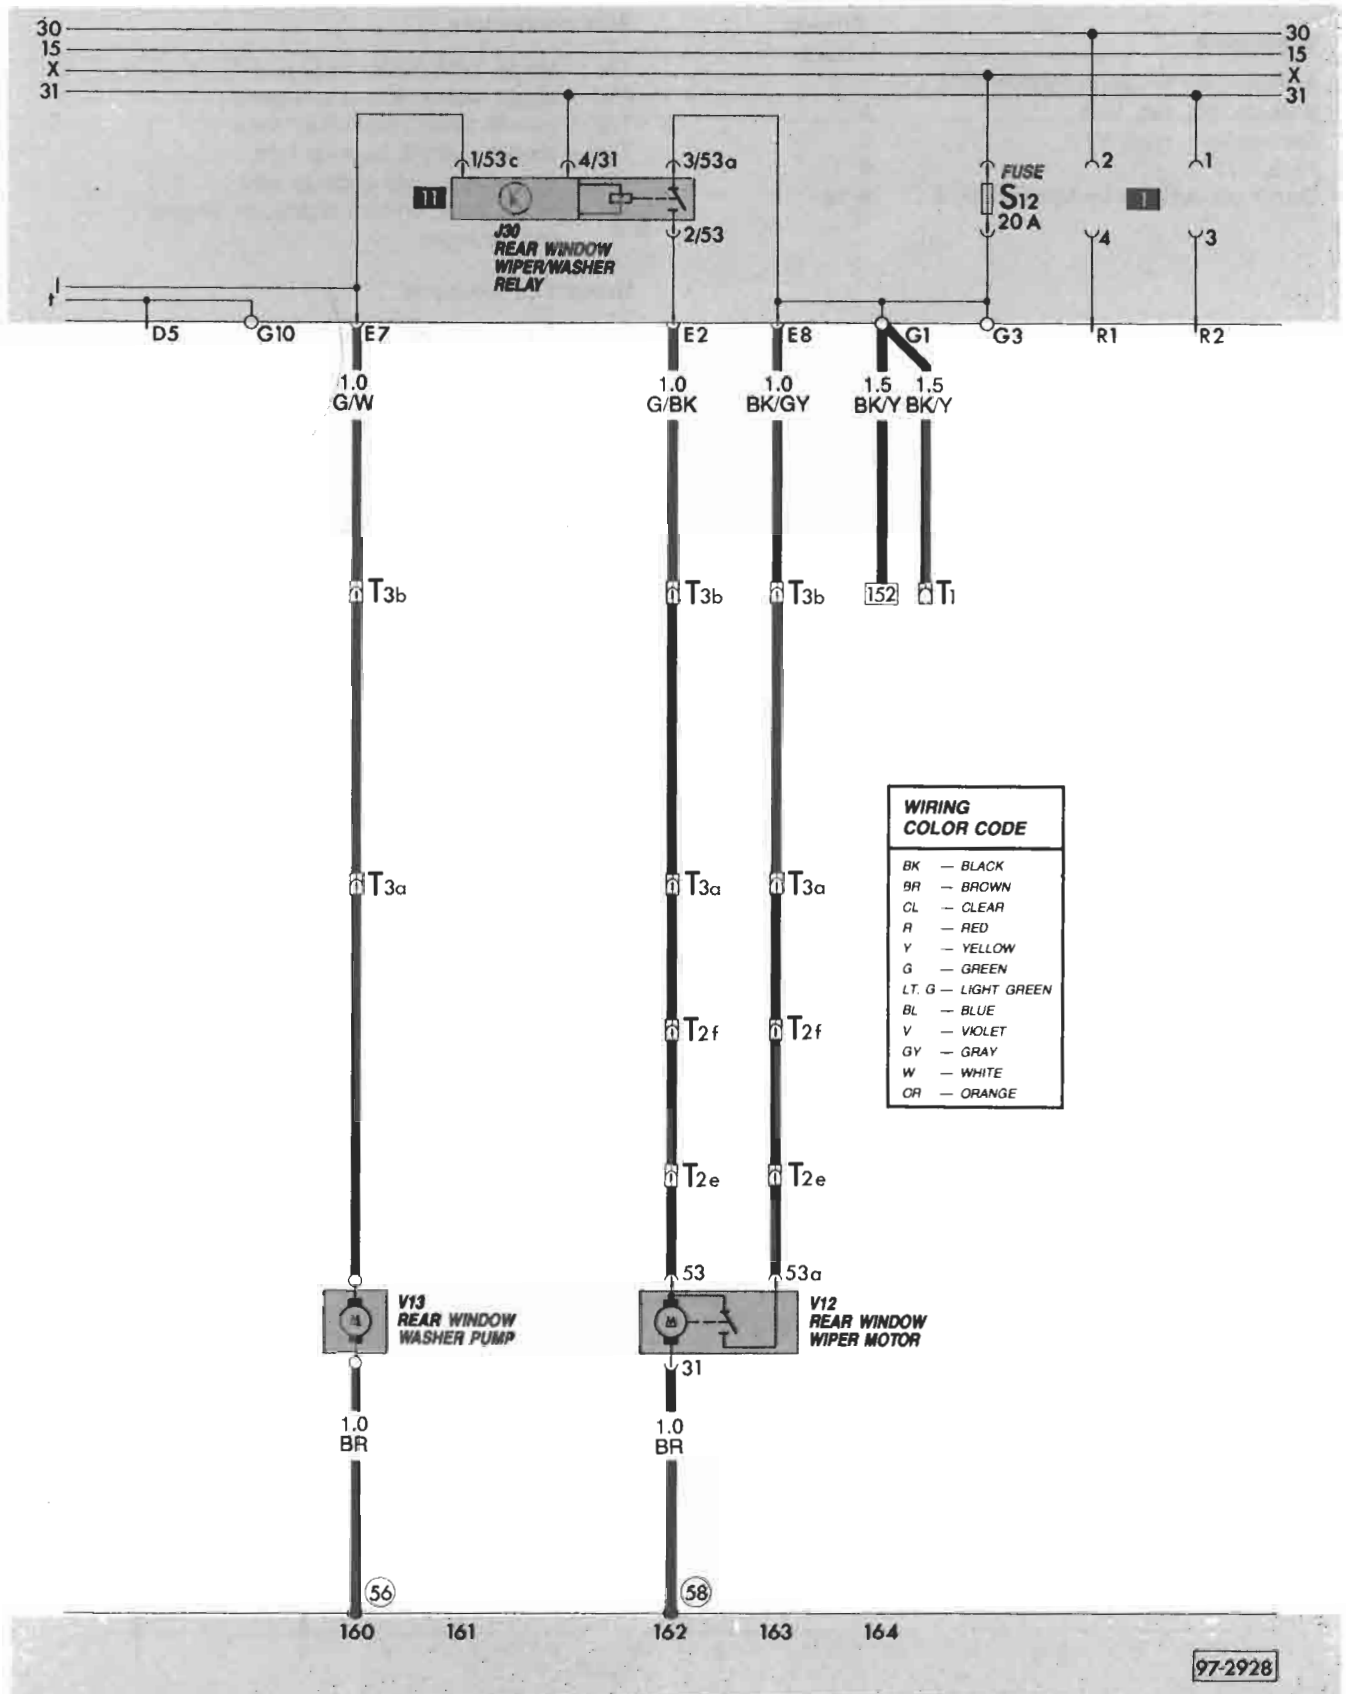 30 30
15 15
X X
31 31
1/53c 4/31 3/53a 2 1
FUSE
11 S12 1
20 A
2/53 4 3
J30
REAR WINDOW
WIPER/WASHER
RELAY
l
t
D5 G10 E7 E2 E8 G1 G3 R1 R2
1.0 1.0 1.0 1.5 1.5
G/W G/BK BK/GY BK/Y BK/Y
T3b T3b T3b 152 T1
WIRING
COLOR CODE
BK — BLACK
BR — BROWN
CL — CLEAR
R — RED
Y — YELLOW
G — GREEN
LT. G — LIGHT GREEN
BL — BLUE
V — VIOLET
GY — GRAY
W — WHITE
OR — ORANGE
T3a T3a T3a
T2f T2f
T2e T2e
53 53a
V13
REAR WINDOW
WASHER PUMP
M
V12
REAR WINDOW
WIPER MOTOR
M
31
1.0 1.0
BR BR
56 58
160 161 162 163 164
97-2928